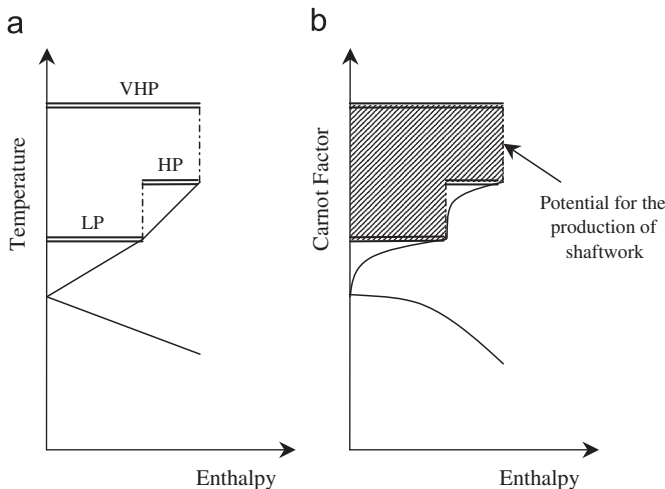 a
VHP
HP
LP
Temperature
Enthalpy
b
Carnot Factor
Potential for the
production of
shaftwork
Enthalpy